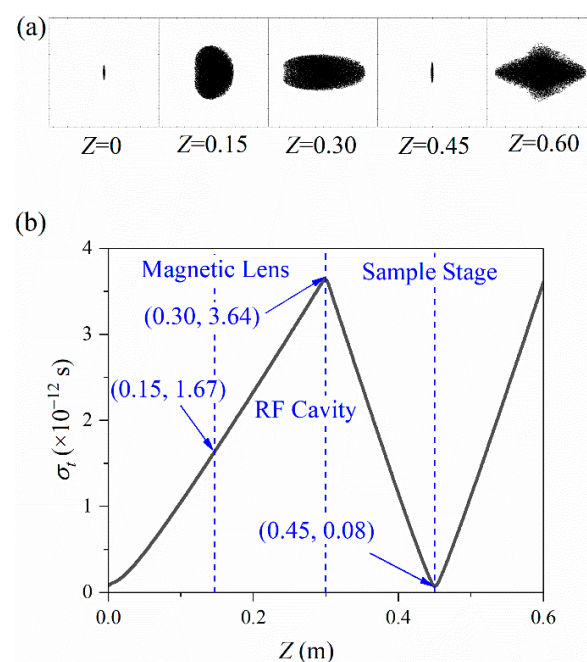 (a)
Z=0 Z=0.15 Z=0.30 Z=0.45 Z=0.60
(b)
4
Magnetic Lens Sample Stage
(0.30, 3.64)
3
(0.15, 1.67)
2
RF Cavity
σt (×10⁻¹² s)
1
(0.45, 0.08)
0
0.0 0.2 0.4 0.6
Z (m)